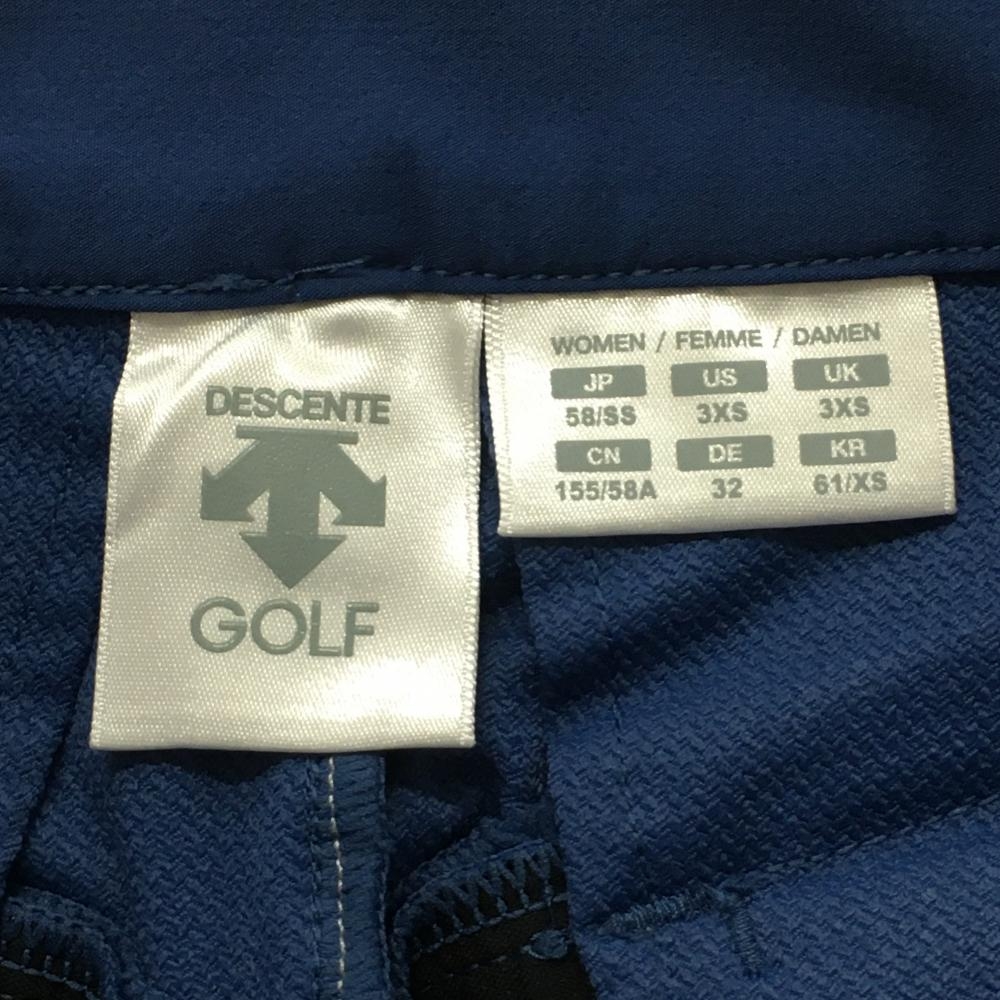 DESCENTE
GOLF
WOMEN / FEMME / DAMEN
JP US UK
58/SS 3XS 3XS
CN DE KR
155/58A 32 61/XS